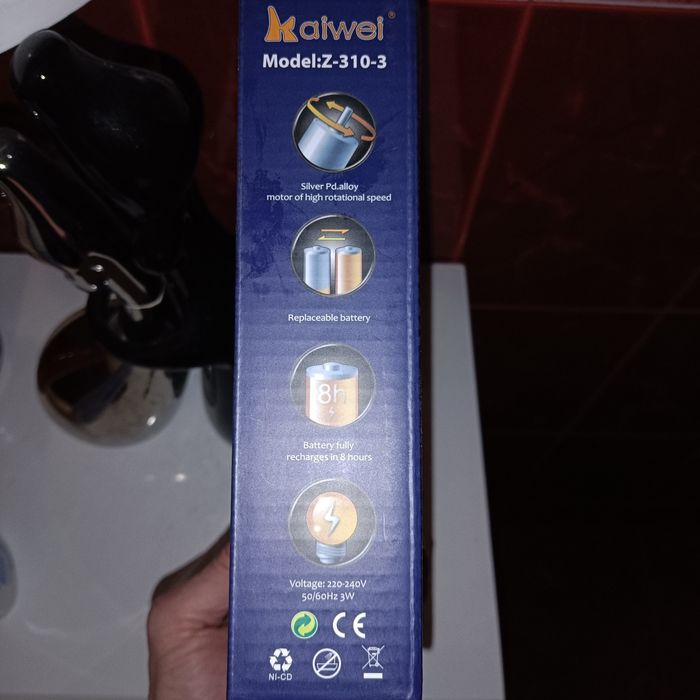 Kaiwei®
Model:Z-310-3
Silver Pd.alloy
motor of high rotational speed
Replaceable battery
8h
Battery fully
recharges in 8 hours
Voltage: 220-240V
50/60Hz 3W
CE
NI-CD